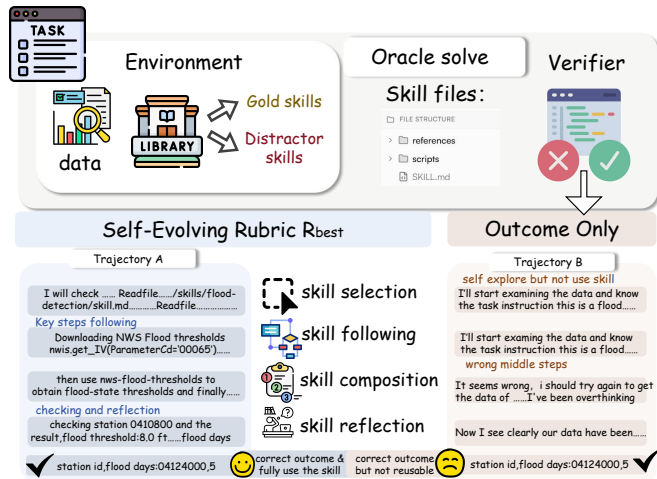 TASK
Environment
data
LIBRARY
Gold skills
Distractor
skills
Oracle solve
Skill files:
FILE STRUCTURE
references
scripts
SKILL.md
Verifier
Self-Evolving Rubric Rbest
Outcome Only
Trajectory A
I will check ...... Readfile....../skills/flood-
detection/skill.md...........Readfile.................
Key steps following
Downloading NWS Flood thresholds
nwis.get_IV(ParameterCd='00065')......
then use nws-flood-thresholds to
obtain flood-state thresholds and finally......
checking and reflection
checking station 0410800 and the
result,flood threshold:8.0 ft......flood days
station id,flood days:04124000,5
skill selection
skill following
skill composition
1
2
3
skill reflection
correct outcome &
fully use the skill
correct outcome
but not reusable
Trajectory B
self explore but not use skill
I'll start examining the data and know
the task instruction this is a flood......
I'll start examing the data and know
the task instruction this is a flood......
wrong middle steps
It seems wrong, i should try again to get
the data of ......I've been overthinking
Now I see clearly our data have been......
station id,flood days:04124000,5